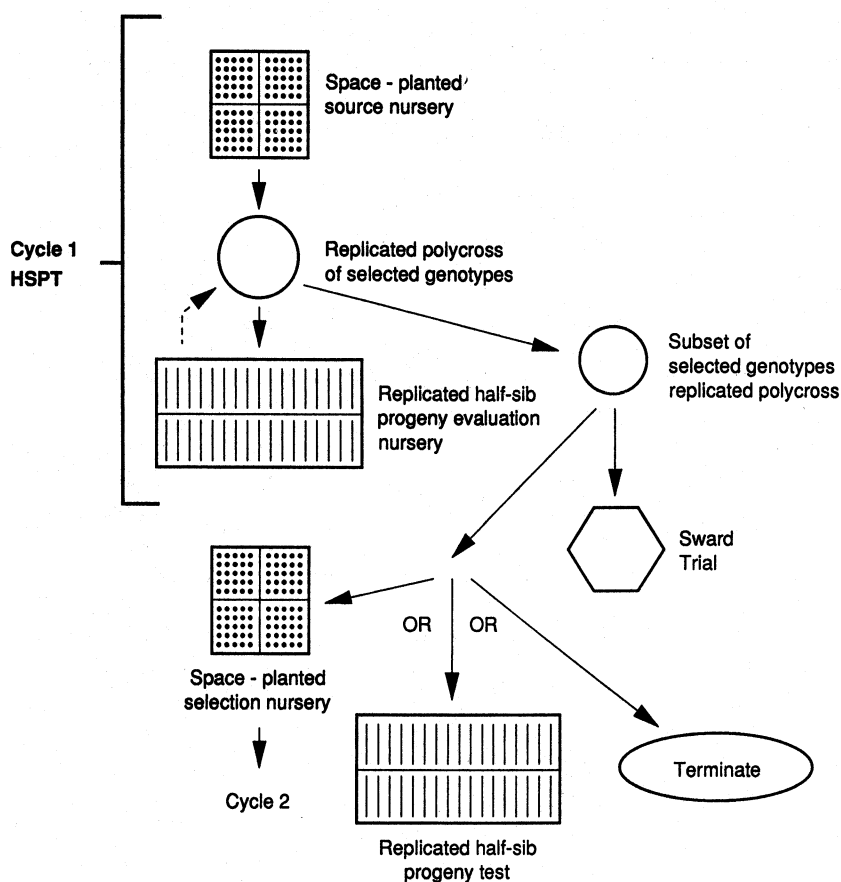 Space - planted
source nursery
Cycle 1
HSPT
Replicated polycross
of selected genotypes
Subset of
selected genotypes
replicated polycross
Replicated half-sib
progeny evaluation
nursery
Sward
Trial
OR
OR
Space - planted
selection nursery
Cycle 2
Terminate
Replicated half-sib
progeny test